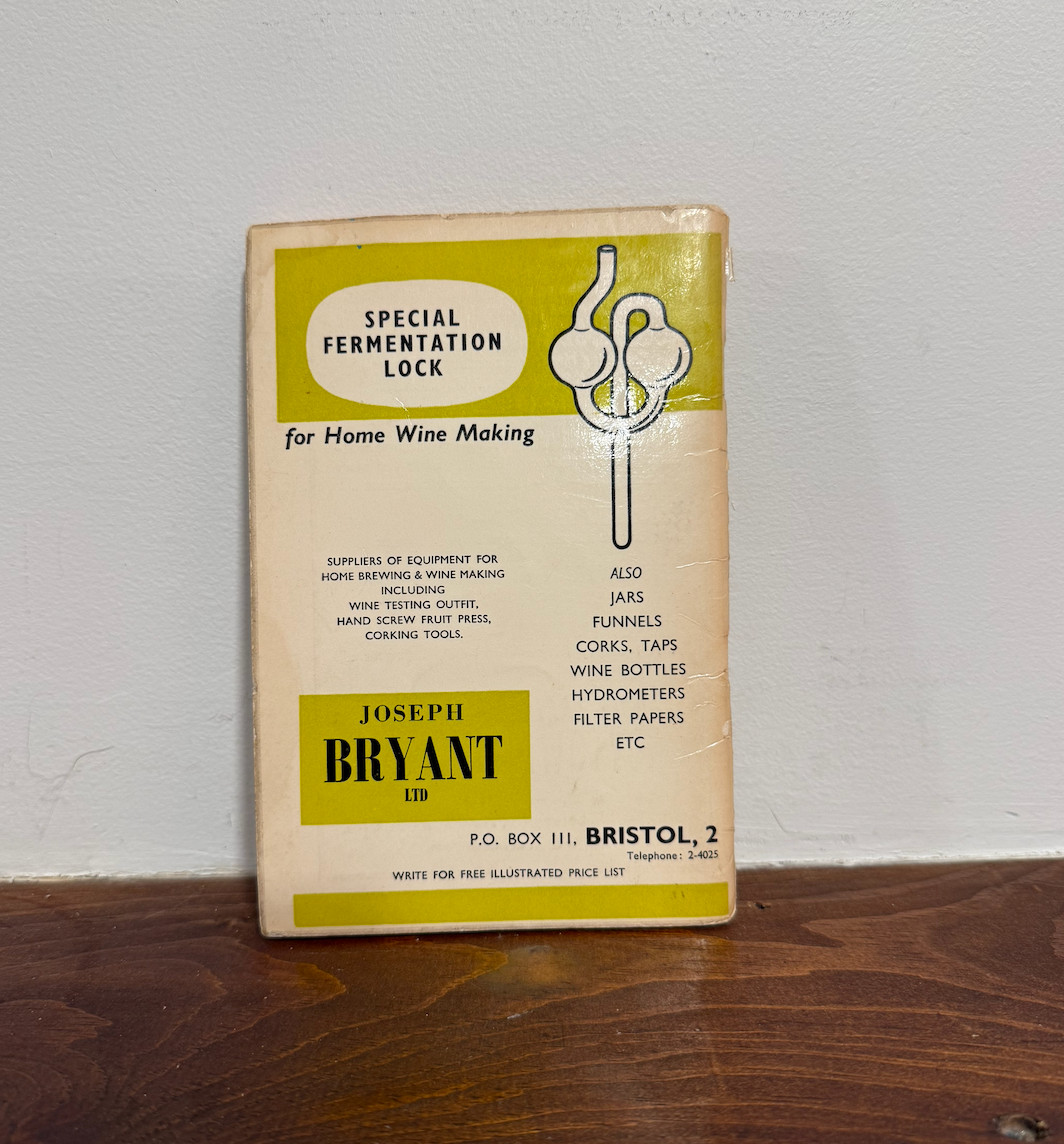 SPECIAL
FERMENTATION
LOCK
for Home Wine Making
SUPPLIERS OF EQUIPMENT FOR
HOME BREWING & WINE MAKING
INCLUDING
WINE TESTING OUTFIT,
HAND SCREW FRUIT PRESS,
CORKING TOOLS.
ALSO
JARS
FUNNELS
CORKS, TAPS
WINE BOTTLES
HYDROMETERS
FILTER PAPERS
ETC
JOSEPH
BRYANT
LTD
P.O. BOX 111, BRISTOL, 2
Telephone: 2-4025
WRITE FOR FREE ILLUSTRATED PRICE LIST